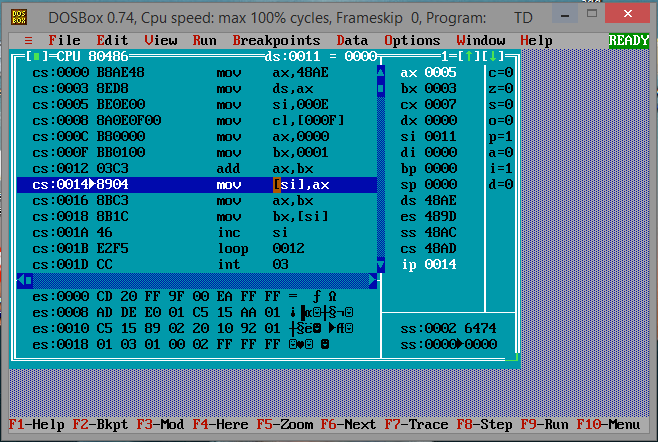 DOSBox 0.74, Cpu speed: max 100% cycles, Frameskip 0, Program: TD
≡ File Edit View Run Breakpoints Data Options Window Help READY
[■]=CPU 80486 ds:0011 = 0000 1=[↑][↓]
cs:0000 B8AE48 mov ax,48AE ax 0005 c=0
cs:0003 8ED8 mov ds,ax bx 0003 z=0
cs:0005 BE0E00 mov si,000E cx 0007 s=0
cs:0008 8A0E0F00 mov cl,[000F] dx 0000 o=0
cs:000C B80000 mov ax,0000 si 0011 p=1
cs:000F BB0100 mov bx,0001 di 0000 a=0
cs:0012 03C3 add ax,bx bp 0000 i=1
cs:0014►8904 mov [si],ax sp 0000 d=0
cs:0016 8BC3 mov ax,bx ds 48AE
cs:0018 8B1C mov bx,[si] es 489D
cs:001A 46 inc si ss 48AC
cs:001B E2F5 loop 0012 cs 48AD
cs:001D CC int 03 ip 0014
es:0000 CD 20 FF 9F 00 EA FF FF = ƒ Ω
es:0008 AD DE E0 01 C5 15 AA 01
es:0010 C5 15 89 02 20 10 92 01 ss:0002 6474
es:0018 01 03 01 00 02 FF FF FF ss:0000►0000
F1-Help F2-Bkpt F3-Mod F4-Here F5-Zoom F6-Next F7-Trace F8-Step F9-Run F10-Menu